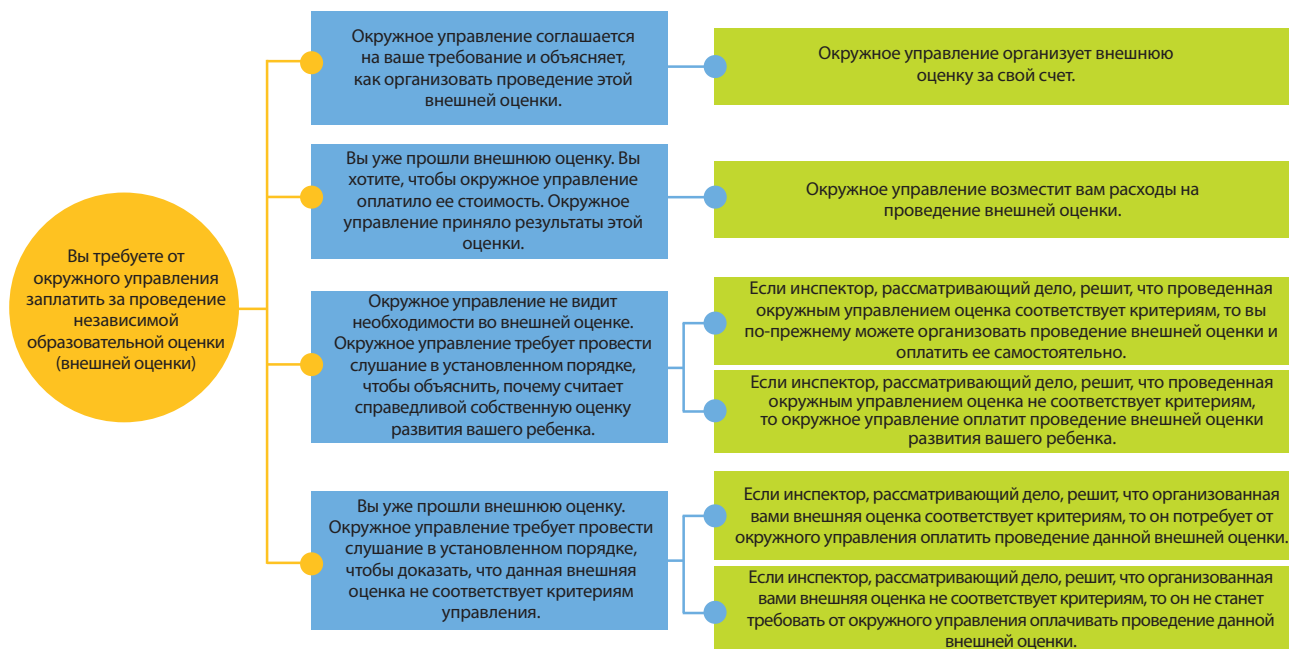 Вы требуете от
окружного управления
заплатить за проведение
независимой
образовательной оценки
(внешней оценки)
Окружное управление соглашается
на ваше требование и объясняет,
как организовать проведение этой
внешней оценки.
Окружное управление организует внешнюю
оценку за свой счет.
Вы уже прошли внешнюю оценку. Вы
хотите, чтобы окружное управление
оплатило ее стоимость. Окружное
управление приняло результаты этой
оценки.
Окружное управление возместит вам расходы на
проведение внешней оценки.
Окружное управление не видит
необходимости во внешней оценке.
Окружное управление требует провести
слушание в установленном порядке,
чтобы объяснить, почему считает
справедливой собственную оценку
развития вашего ребенка.
Если инспектор, рассматривающий дело, решит, что проведенная
окружным управлением оценка соответствует критериям, то вы
по-прежнему можете организовать проведение внешней оценки и
оплатить ее самостоятельно.
Если инспектор, рассматривающий дело, решит, что проведенная
окружным управлением оценка не соответствует критериям,
то окружное управление оплатит проведение внешней оценки
развития вашего ребенка.
Вы уже прошли внешнюю оценку.
Окружное управление требует провести
слушание в установленном порядке,
чтобы доказать, что данная внешняя
оценка не соответствует критериям
управления.
Если инспектор, рассматривающий дело, решит, что организованная
вами внешняя оценка соответствует критериям, то он потребует от
окружного управления оплатить проведение данной внешней оценки.
Если инспектор, рассматривающий дело, решит, что организованная
вами внешняя оценка не соответствует критериям, то он не станет
требовать от окружного управления оплачивать проведение данной
внешней оценки.